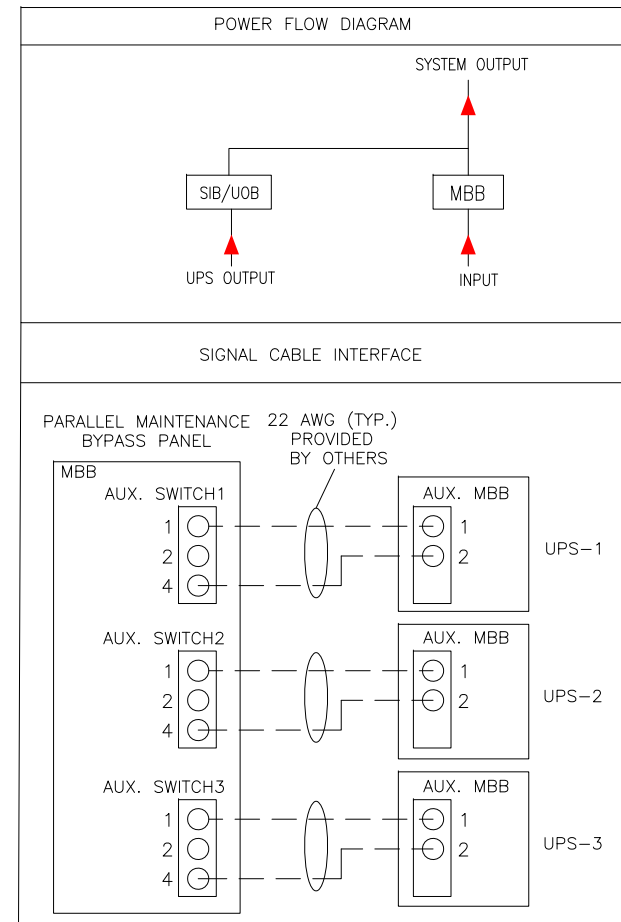 POWER FLOW DIAGRAM
SYSTEM OUTPUT
SIB/UOB
MBB
UPS OUTPUT
INPUT
SIGNAL CABLE INTERFACE
PARALLEL MAINTENANCE
BYPASS PANEL
22 AWG (TYP.)
PROVIDED
BY OTHERS
MBB
AUX. SWITCH1
1
2
4
AUX. MBB
1
2
UPS-1
AUX. SWITCH2
1
2
4
AUX. MBB
1
2
UPS-2
AUX. SWITCH3
1
2
4
AUX. MBB
1
2
UPS-3